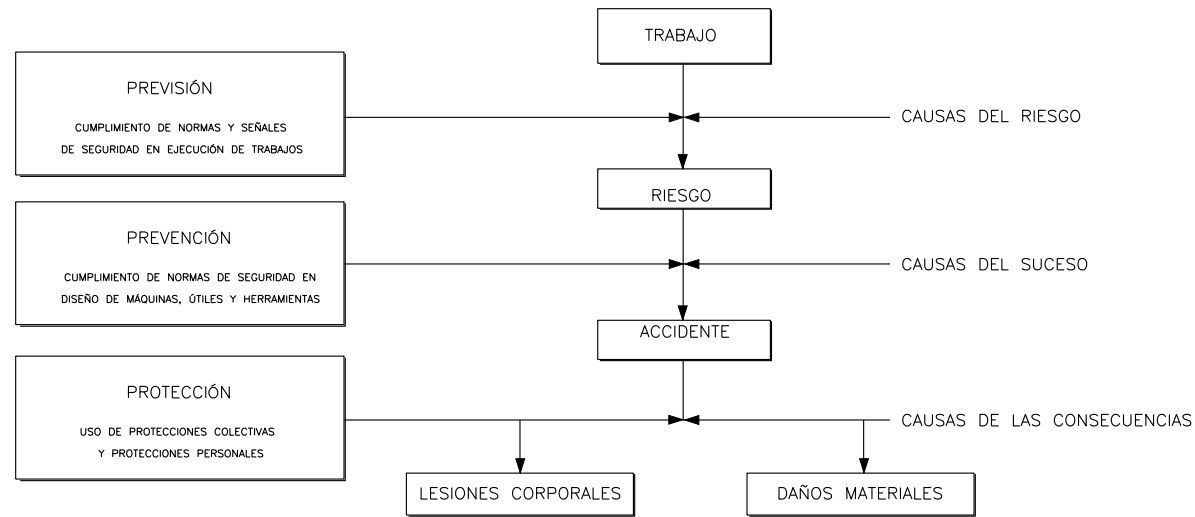 TRABAJO
PREVISIÓN
CUMPLIMIENTO DE NORMAS Y SEÑALES
DE SEGURIDAD EN EJECUCIÓN DE TRABAJOS
CAUSAS DEL RIESGO
RIESGO
PREVENCIÓN
CUMPLIMIENTO DE NORMAS DE SEGURIDAD EN
DISEÑO DE MÁQUINAS, ÚTILES Y HERRAMIENTAS
CAUSAS DEL SUCESO
ACCIDENTE
PROTECCIÓN
USO DE PROTECCIONES COLECTIVAS
Y PROTECCIONES PERSONALES
CAUSAS DE LAS CONSECUENCIAS
LESIONES CORPORALES
DAÑOS MATERIALES